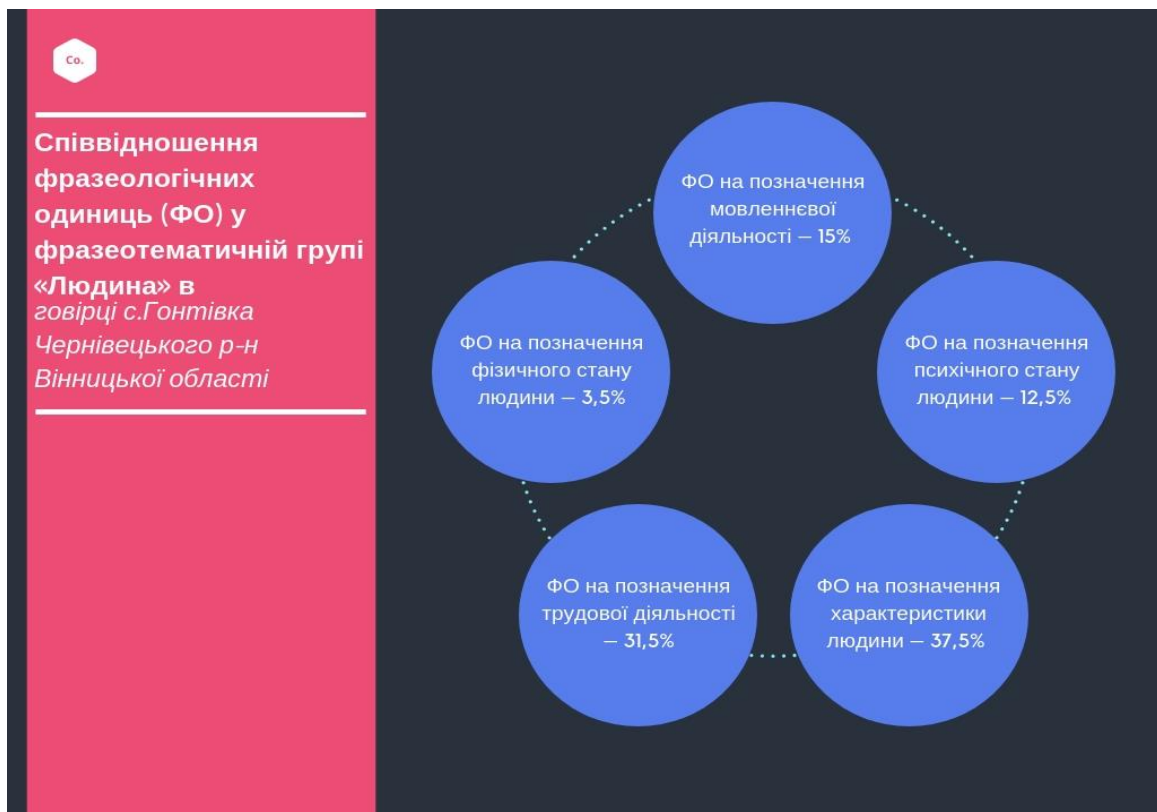 Co.
Співвідношення
фразеологічних
одиниць (ФО) у
фразеотематичній групі
«Людина» в
говірці с.Гонтівка
Чернівецького р-н
Вінницької області
ФО на позначення
мовленнєвої
діяльності – 15%
ФО на позначення
фізичного стану
людини – 3,5%
ФО на позначення
психічного стану
людини – 12,5%
ФО на позначення
трудової діяльності
– 31,5%
ФО на позначення
характеристики
людини – 37,5%